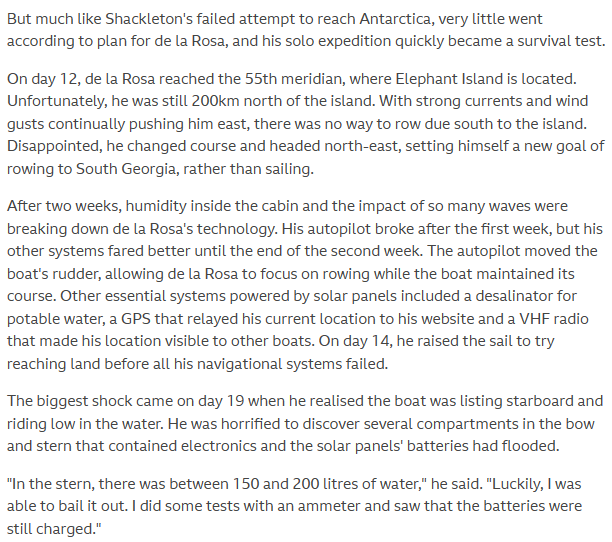 But much like Shackleton's failed attempt to reach Antarctica, very little went
according to plan for de la Rosa, and his solo expedition quickly became a survival test.
On day 12, de la Rosa reached the 55th meridian, where Elephant Island is located.
Unfortunately, he was still 200km north of the island. With strong currents and wind
gusts continually pushing him east, there was no way to row due south to the island.
Disappointed, he changed course and headed north-east, setting himself a new goal of
rowing to South Georgia, rather than sailing.
After two weeks, humidity inside the cabin and the impact of so many waves were
breaking down de la Rosa's technology. His autopilot broke after the first week, but his
other systems fared better until the end of the second week. The autopilot moved the
boat's rudder, allowing de la Rosa to focus on rowing while the boat maintained its
course. Other essential systems powered by solar panels included a desalinator for
potable water, a GPS that relayed his current location to his website and a VHF radio
that made his location visible to other boats. On day 14, he raised the sail to try
reaching land before all his navigational systems failed.
The biggest shock came on day 19 when he realised the boat was listing starboard and
riding low in the water. He was horrified to discover several compartments in the bow
and stern that contained electronics and the solar panels' batteries had flooded.
"In the stern, there was between 150 and 200 litres of water," he said. "Luckily, I was
able to bail it out. I did some tests with an ammeter and saw that the batteries were
still charged."